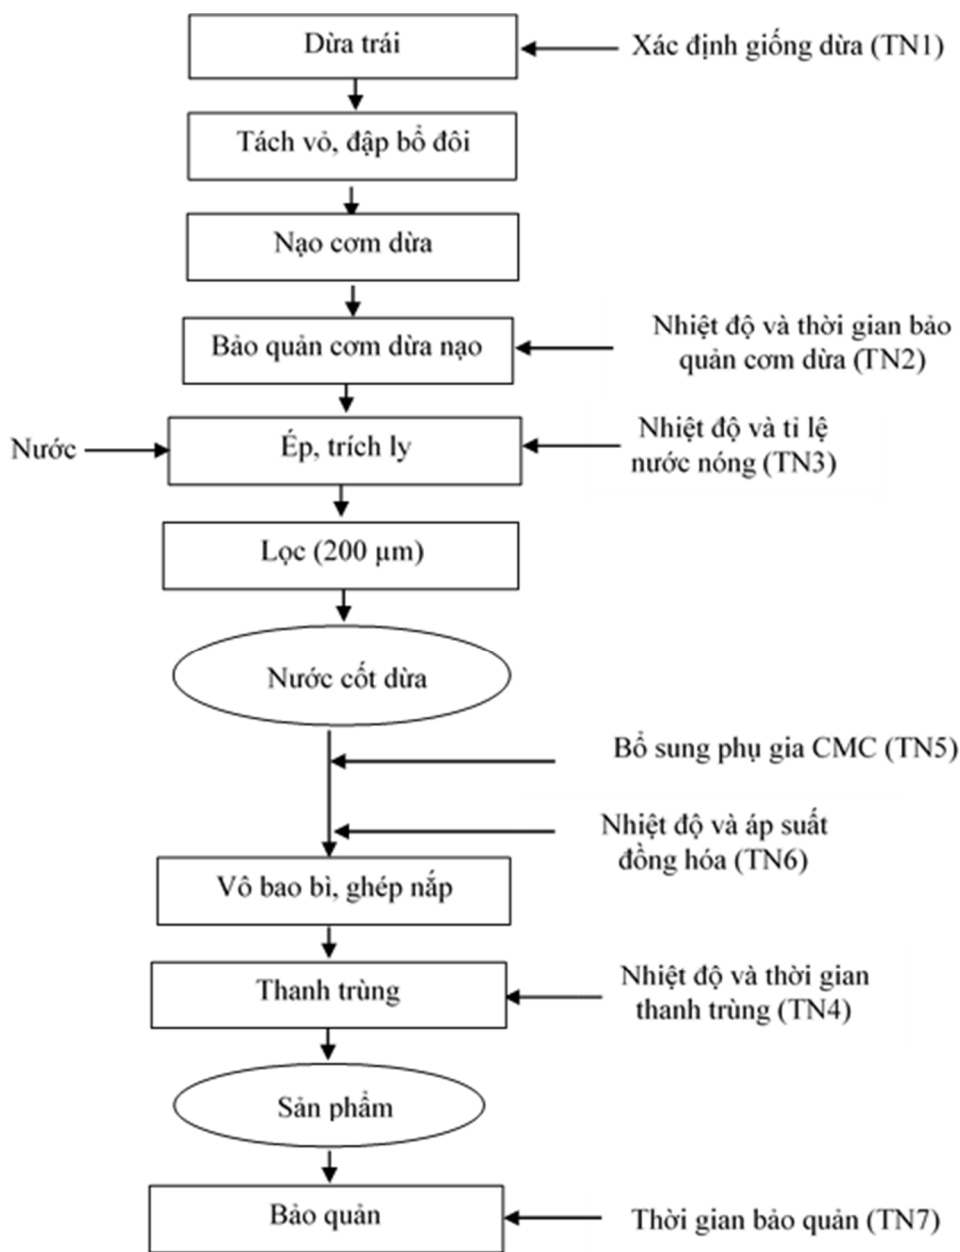 Dừa trái
Xác định giống dừa (TN1)
Tách vỏ, đập bổ đôi
Nạo cơm dừa
Bảo quản cơm dừa nạo
Nhiệt độ và thời gian bảo
quản cơm dừa (TN2)
Nước
Ép, trích ly
Nhiệt độ và tỉ lệ
nước nóng (TN3)
Lọc (200 µm)
Nước cốt dừa
Bổ sung phụ gia CMC (TN5)
Nhiệt độ và áp suất
đồng hóa (TN6)
Vô bao bì, ghép nắp
Thanh trùng
Nhiệt độ và thời gian
thanh trùng (TN4)
Sản phẩm
Bảo quản
Thời gian bảo quản (TN7)